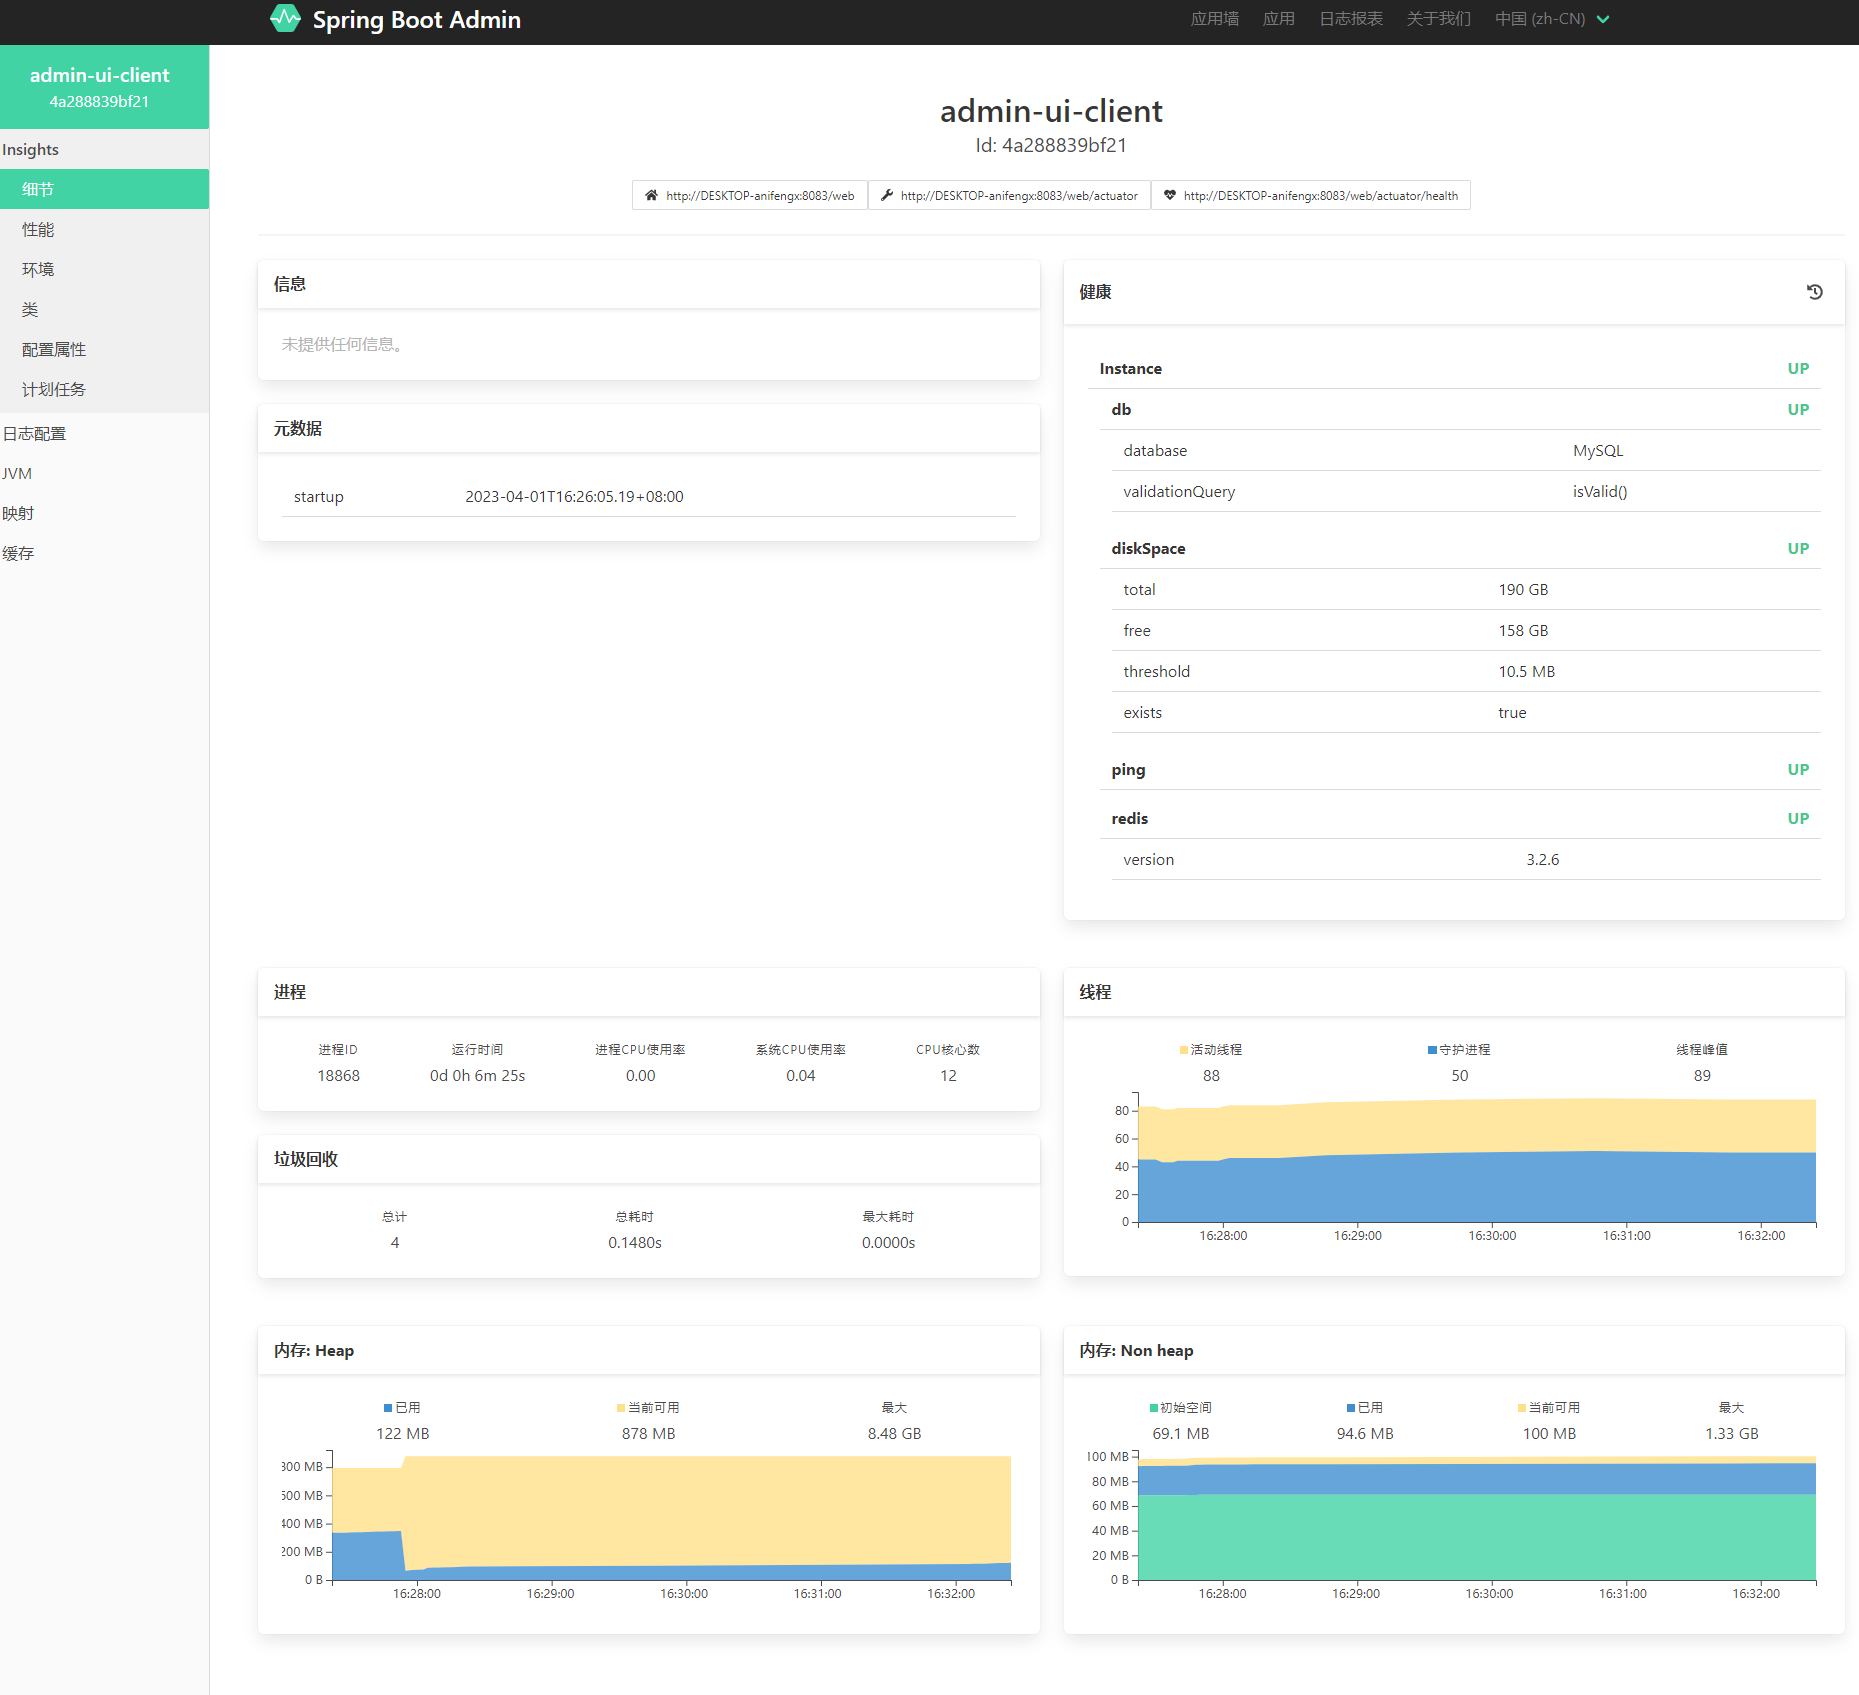 Spring Boot Admin
应用墙 应用 日志报表 关于我们 中国 (zh-CN)
admin-ui-client
4a288839bf21
Insights
细节
性能
环境
类
配置属性
计划任务
日志配置
JVM
映射
缓存
admin-ui-client
Id: 4a288839bf21
http://DESKTOP-anifengx:8083/web http://DESKTOP-anifengx:8083/web/actuator http://DESKTOP-anifengx:8083/web/actuator/health
信息
未提供任何信息。
元数据
startup 2023-04-01T16:26:05.19+08:00
健康
Instance UP
db UP
database MySQL
validationQuery isValid()
diskSpace UP
total 190 GB
free 158 GB
threshold 10.5 MB
exists true
ping UP
redis UP
version 3.2.6
进程
进程ID 运行时间 进程CPU使用率 系统CPU使用率 CPU核心数
18868 0d 0h 6m 25s 0.00 0.04 12
垃圾回收
总计 总耗时 最大耗时
4 0.1480s 0.0000s
线程
活动线程 守护进程 线程峰值
88 50 89
80
60
40
20
0
16:28:00 16:29:00 16:30:00 16:31:00 16:32:00
内存: Heap
已用 当前可用 最大
122 MB 878 MB 8.48 GB
800 MB
600 MB
400 MB
200 MB
0 B
16:28:00 16:29:00 16:30:00 16:31:00 16:32:00
内存: Non heap
初始空间 已用 当前可用 最大
69.1 MB 94.6 MB 100 MB 1.33 GB
100 MB
80 MB
60 MB
40 MB
20 MB
0 B
16:28:00 16:29:00 16:30:00 16:31:00 16:32:00